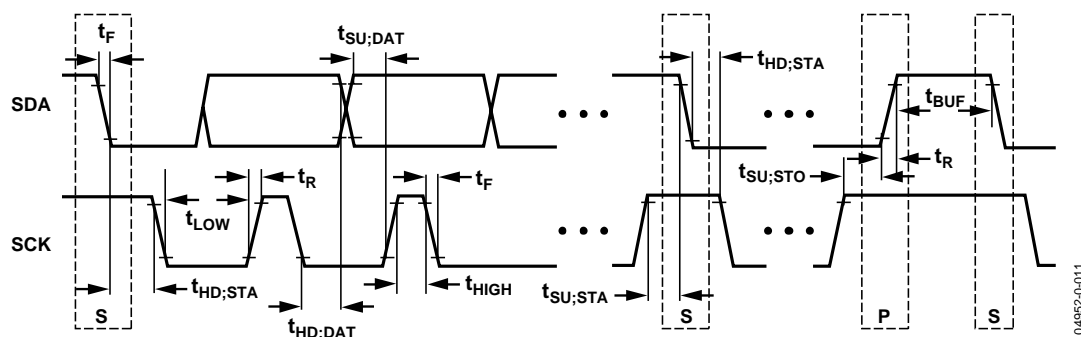 tF
tSU;DAT
tHD;STA
SDA
tBUF
tR
tSU;STO
tR
tF
tLOW
SCK
tHD;STA
tHIGH
tSU;STA
tHD;DAT
S
S
P
S
04952-0-011